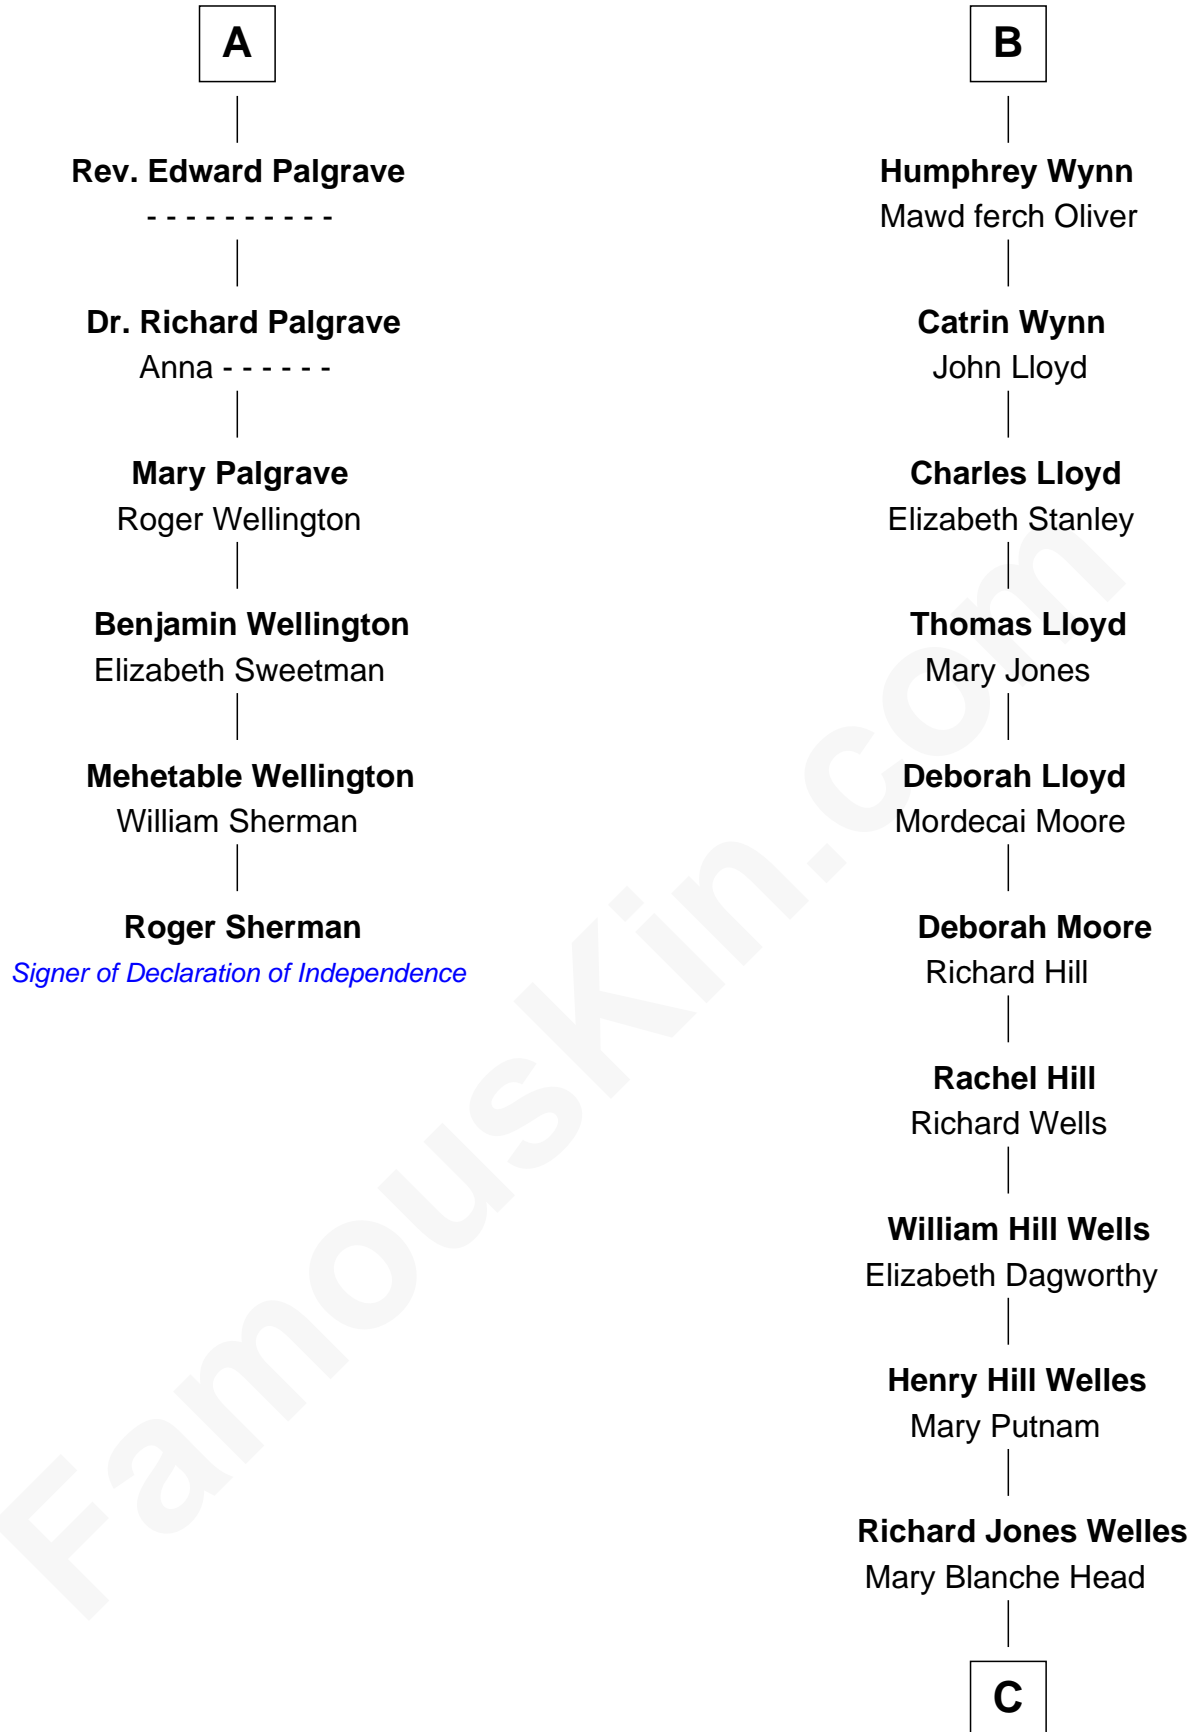 A
Rev. Edward Palgrave
- - - - - - - - - -
Dr. Richard Palgrave
Anna - - - - - -
Mary Palgrave
Roger Wellington
Benjamin Wellington
Elizabeth Sweetman
Mehetable Wellington
William Sherman
Roger Sherman
Signer of Declaration of Independence
B
Humphrey Wynn
Mawd ferch Oliver
Catrin Wynn
John Lloyd
Charles Lloyd
Elizabeth Stanley
Thomas Lloyd
Mary Jones
Deborah Lloyd
Mordecai Moore
Deborah Moore
Richard Hill
Rachel Hill
Richard Wells
William Hill Wells
Elizabeth Dagworthy
Henry Hill Welles
Mary Putnam
Richard Jones Welles
Mary Blanche Head
C
FamousKin.com